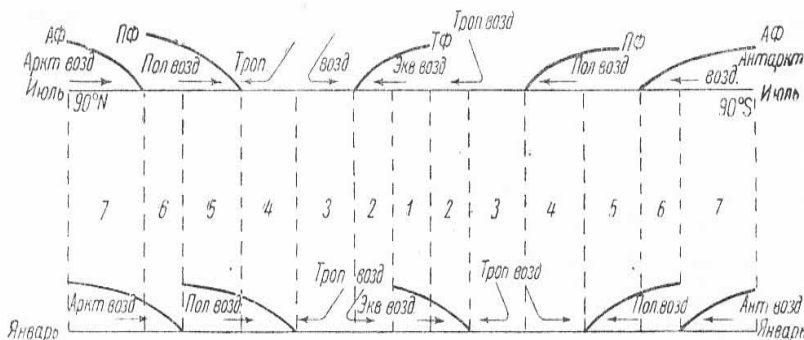 АФ ПФ Троп. возд ТФ ПФ АФ
Аркт возд Пол. возд Троп возд Экв возд Пол возд Антаркт возд.
Июль 90°N 90°S Июль
7 6 5 4 3 2 1 2 3 4 5 6 7
Троп возд Троп возд
Аркт возд Пол возд Экв возд Пол. возд Ант возд
Январь Январь